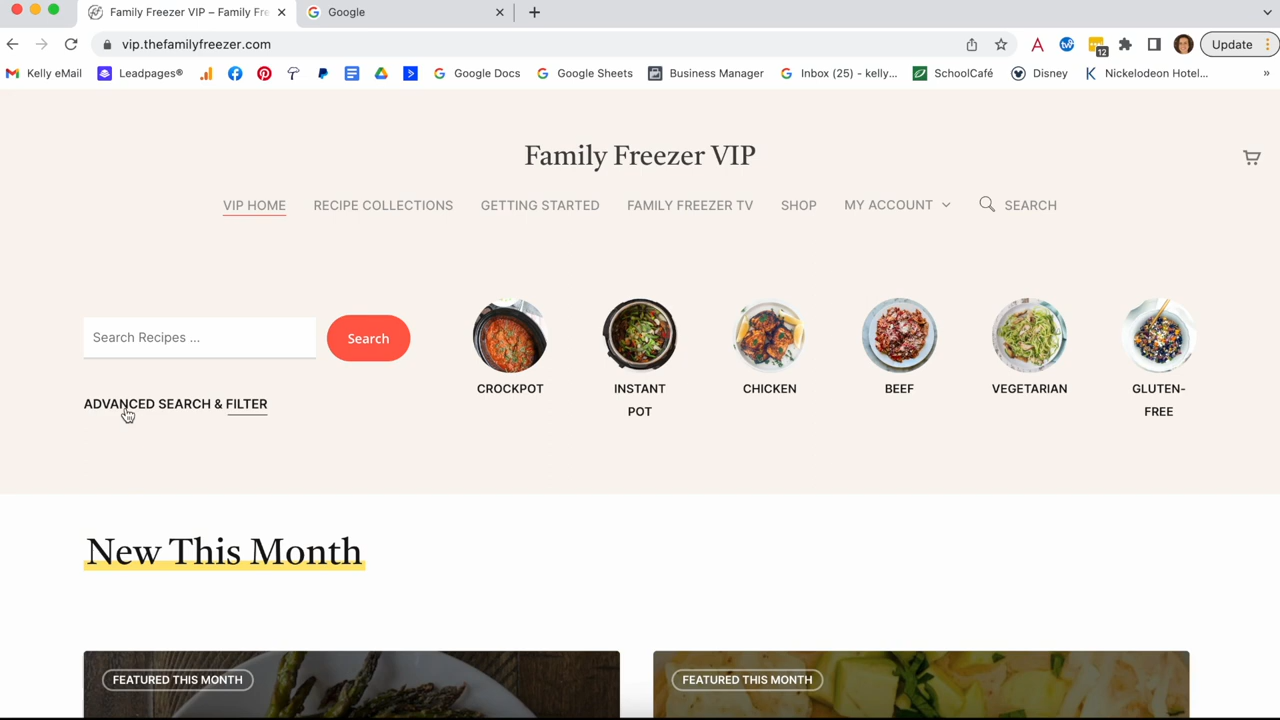 Family Freezer VIP – Family Fre
Google
vip.thefamilyfreezer.com
12
Update
Kelly eMail
Leadpages®
Google Docs
Google Sheets
Business Manager
Inbox (25) - kelly...
SchoolCafé
Disney
Nickelodeon Hotel...
»
Family Freezer VIP
VIP HOME
RECIPE COLLECTIONS
GETTING STARTED
FAMILY FREEZER TV
SHOP
MY ACCOUNT
SEARCH
Search Recipes ...
Search
ADVANCED SEARCH & FILTER
CROCKPOT
INSTANT
POT
CHICKEN
BEEF
VEGETARIAN
GLUTEN-
FREE
New This Month
FEATURED THIS MONTH
FEATURED THIS MONTH